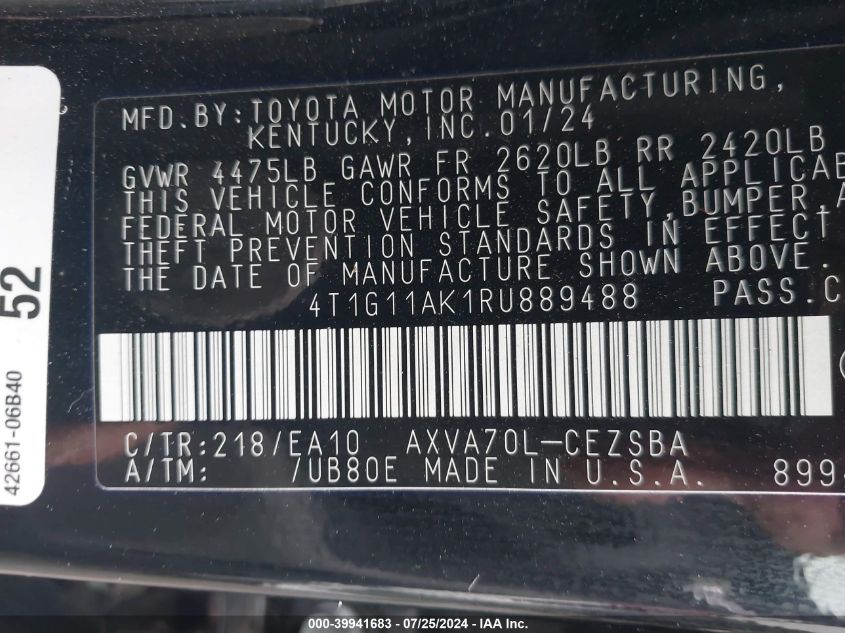 MFD.BY:TOYOTA MOTOR MANUFACTURING,
KENTUCKY, INC. 01/24
GVWR 4475LB GAWR FR 2620LB RR 2420LB
THIS VEHICLE CONFORMS TO ALL APPLICAB
FEDERAL MOTOR VEHICLE SAFETY, BUMPER, A
THEFT PREVENTION STANDARDS IN EFFECT
THE DATE OF MANUFACTURE SHOWN ABOVE.
4T1G11AK1RU889488 PASS.C
C/TR:218/EA10 AXVA70L-CEZSBA
A/TM: /UB80E MADE IN U.S.A. 899
42661-06B40
52
000-39941683 - 07/25/2024 - IAA Inc.